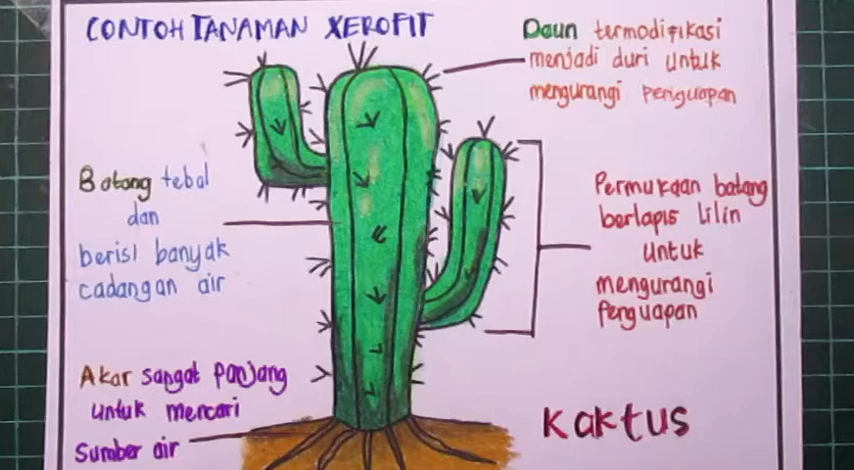 CONTOH TANAMAN XEROFIT
Daun termodifikasi
menjadi duri untuk
mengurangi penguapan
Batang tebal
dan
berisi banyak
cadangan air
Permukaan batang
berlapis lilin
untuk
mengurangi
penguapan
Akar sangat panjang
untuk mencari
sumber air
Kaktus